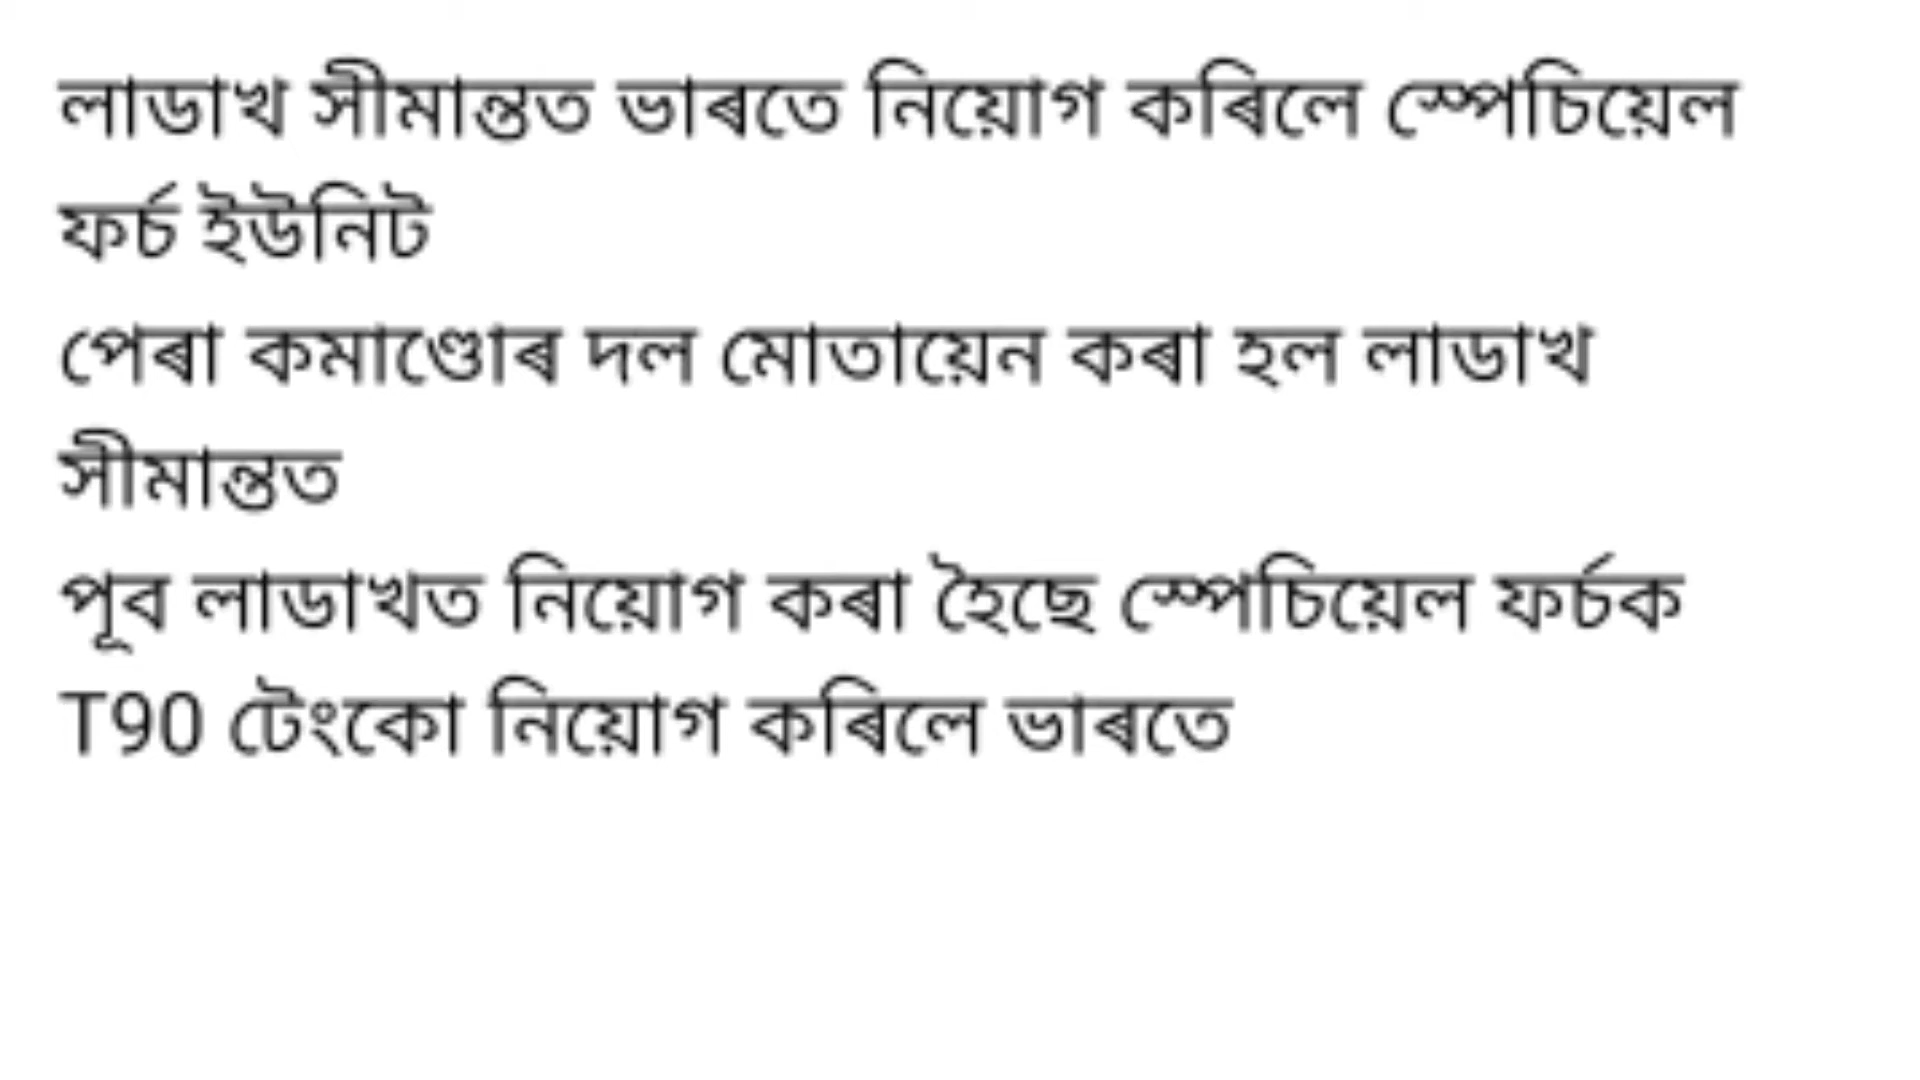 লাডাখ সীমান্তত ভাৰতে নিয়োগ কৰিলে স্পেচিয়েল
ফৰ্চ ইউনিট
পেৰা কমাণ্ডোৰ দল মোতায়েন কৰা হল লাডাখ
সীমান্তত
পূব লাডাখত নিয়োগ কৰা হৈছে স্পেচিয়েল ফৰ্চক
T90 টেংকো নিয়োগ কৰিলে ভাৰতে